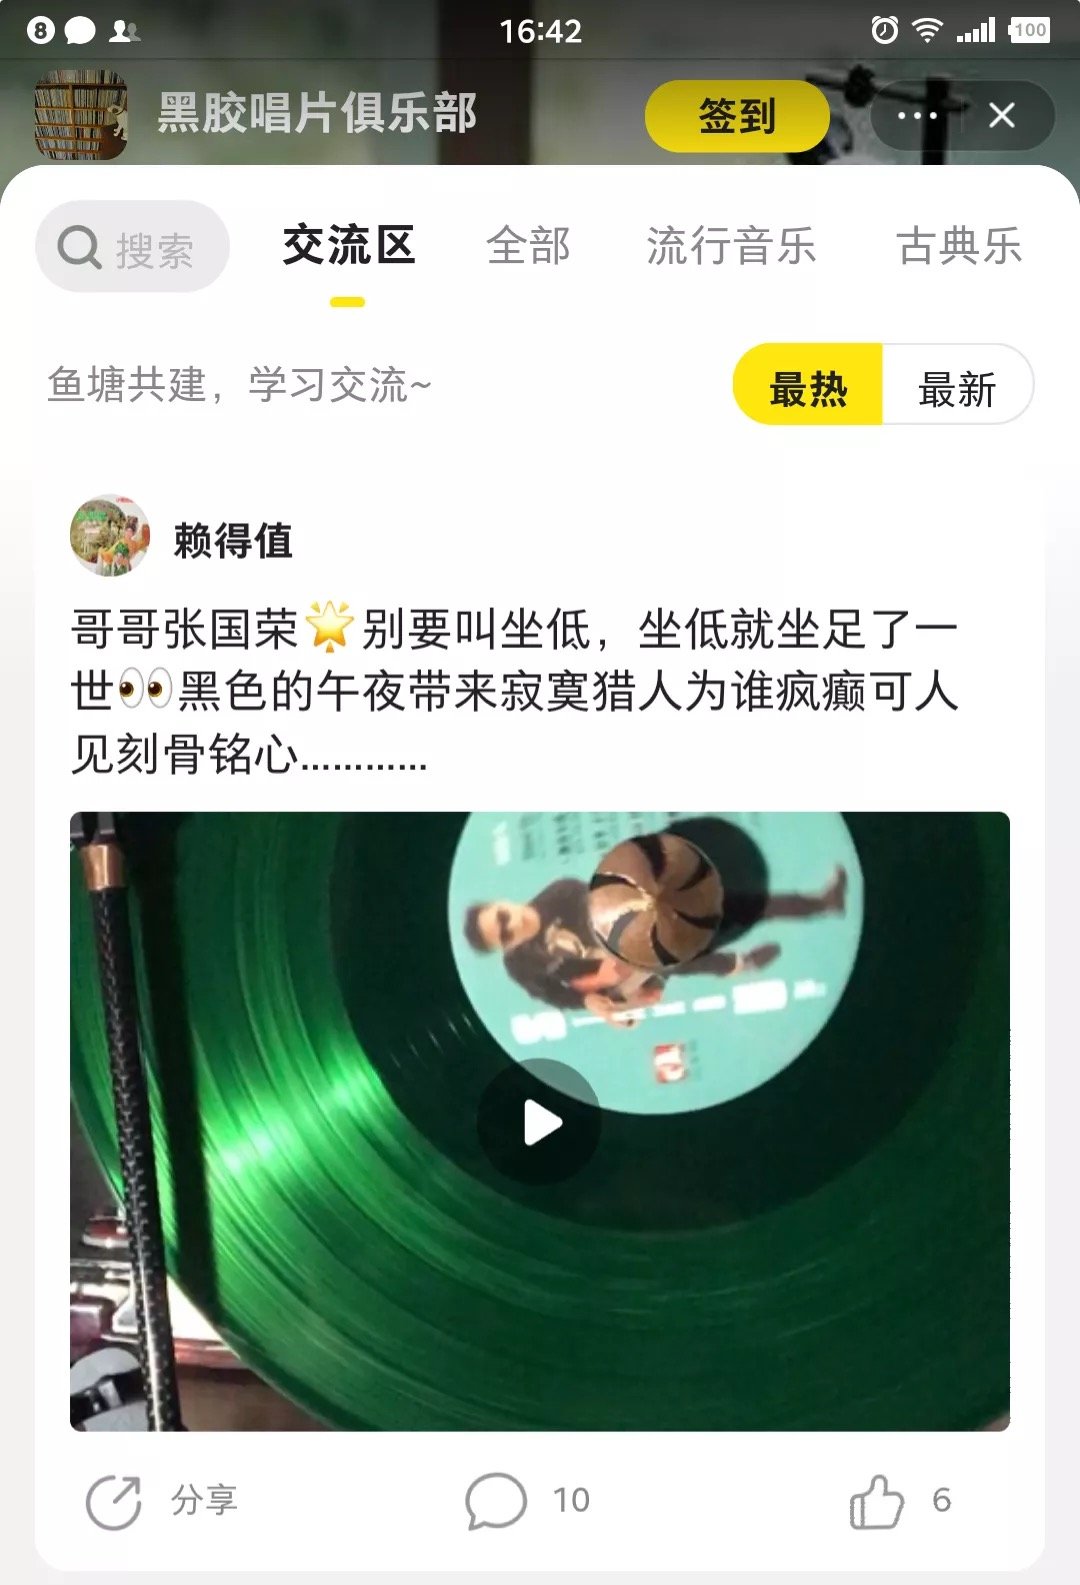 8
16:42
100
黑胶唱片俱乐部
签到
搜索
交流区
全部
流行音乐
古典乐
鱼塘共建，学习交流~
最热
最新
赖得值
哥哥张国荣🌟别要叫坐低，坐低就坐足了一
世👀黑色的午夜带来寂寞猎人为谁疯癫可人
见刻骨铭心…………
分享
10
6